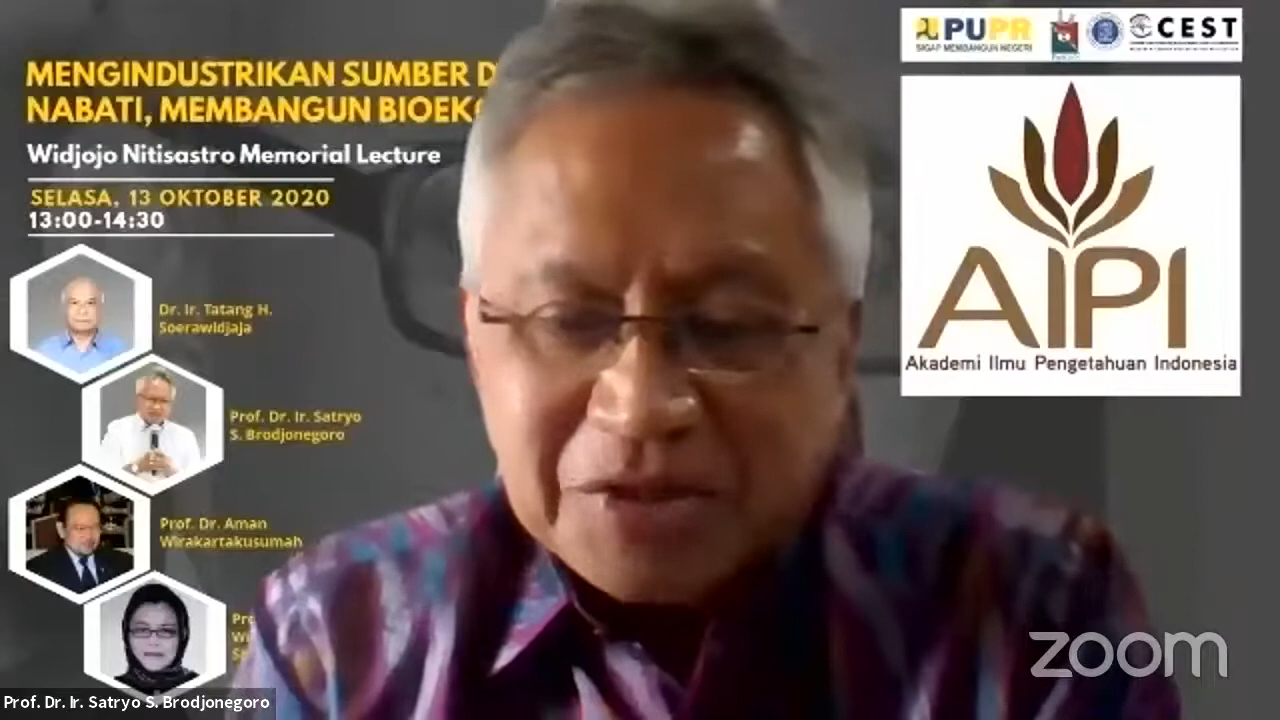 PUPR
SIGAP MEMBANGUN NEGERI
CEST
MENGINDUSTRIKAN SUMBER D
NABATI, MEMBANGUN BIOEK
Widjojo Nitisastro Memorial Lecture
SELASA, 13 OKTOBER 2020
13:00-14:30
Dr. Ir. Tatang H.
Soerawidjaja
Prof. Dr. Ir. Satryo
S. Brodjonegoro
Prof. Dr. Aman
Wirakartakusumah
Pro
Wi
AIPI
Akademi Ilmu Pengetahuan Indonesia
zoom
Prof. Dr. Ir. Satryo S. Brodjonegoro